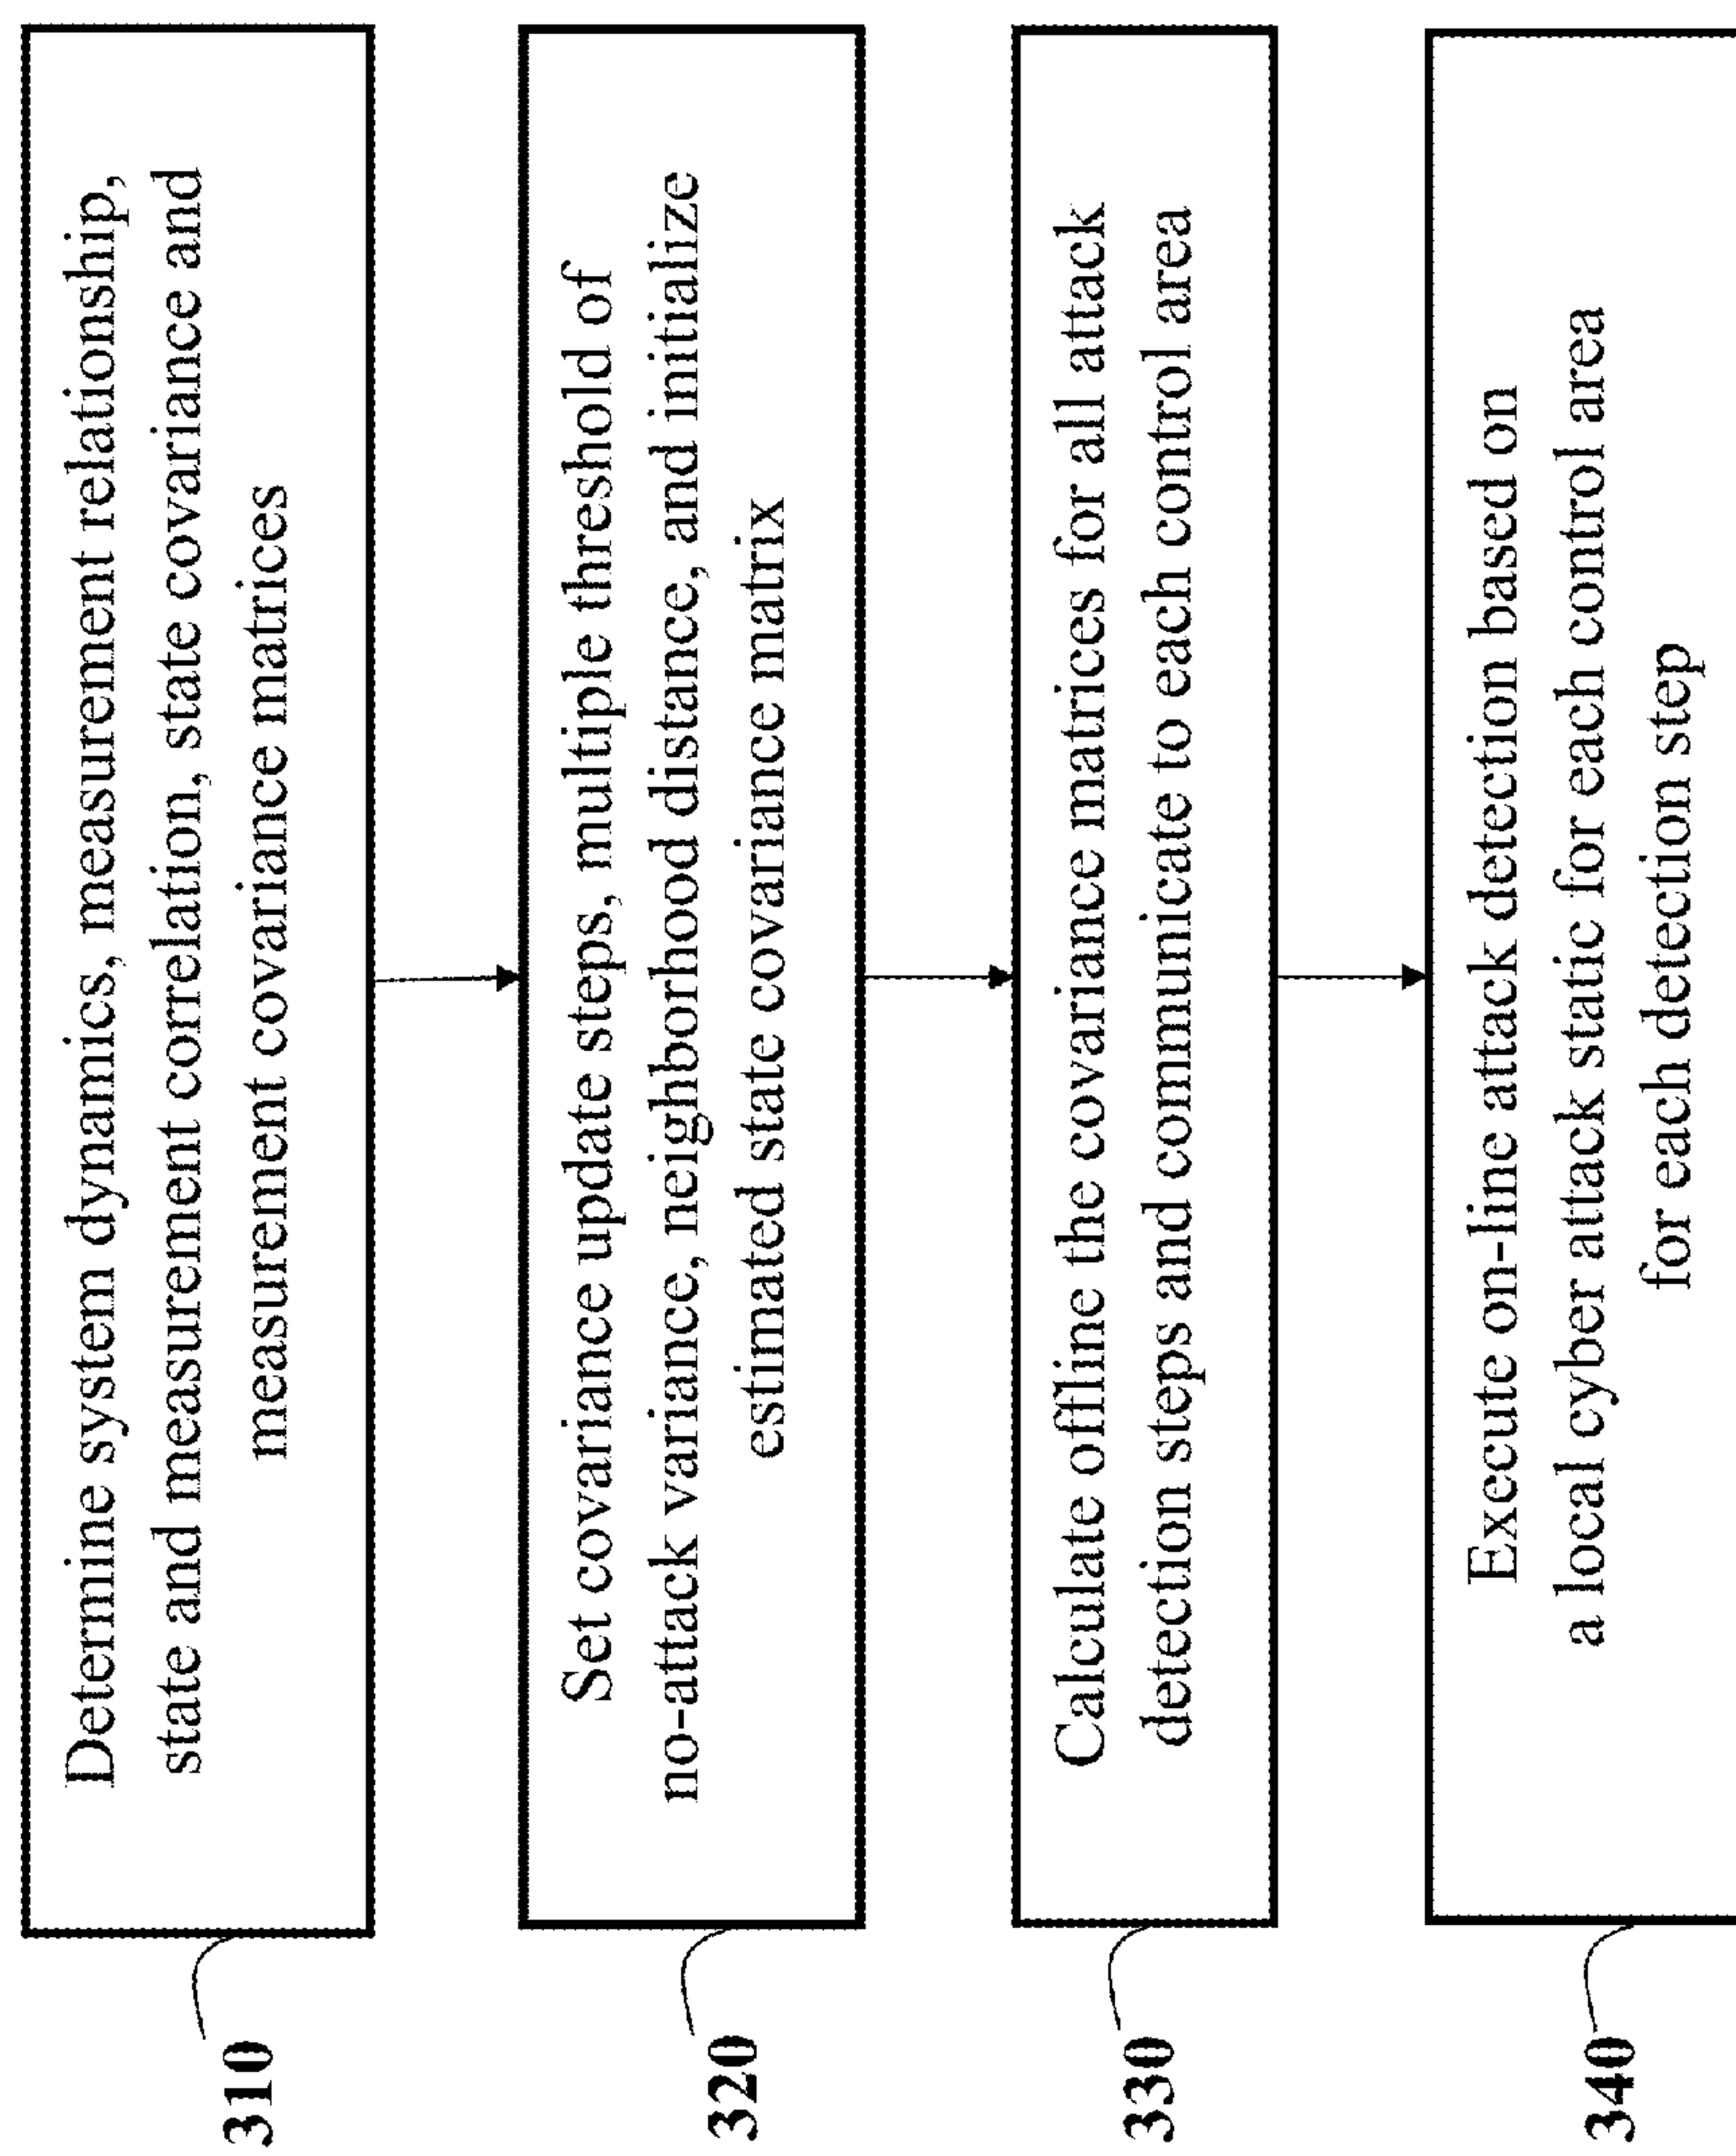 310
Determine system dynamics, measurement relationship,
state and measurement correlation, state covariance and
measurement covariance matrices
320
Set covariance update steps, multiple threshold of
no-attack variance, neighborhood distance, and initialize
estimated state covariance matrix
330
Calculate offline the covariance matrices for all attack
detection steps and communicate to each control area
340
Execute on-line attack detection based on
a local cyber attack static for each control area
for each detection step